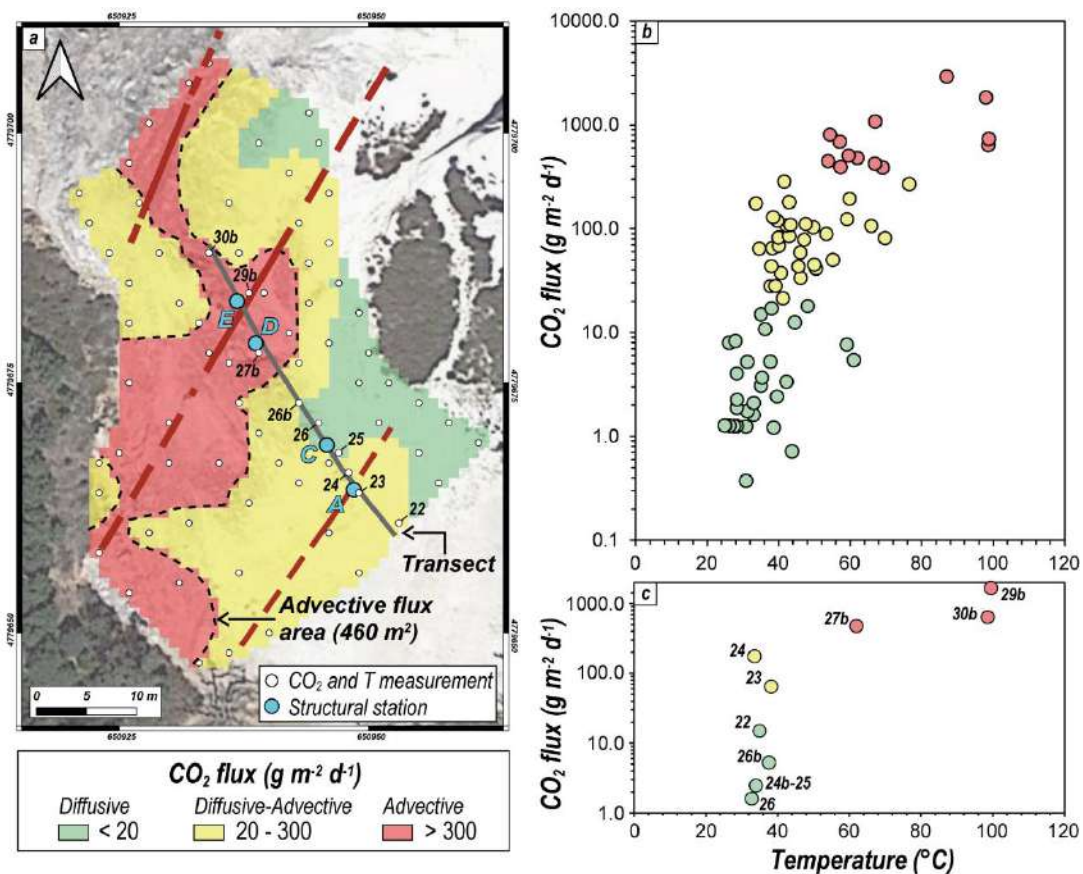 650925
650950
a
4779700
4779700
30b
29b
E
D
27b
4779675
4779675
26b
26
25
C
24
23
A
22
Transect
Advective flux
area (460 m²)
4779650
4779650
0 5 10 m
CO₂ and T measurement
Structural station
650925
650950
CO₂ flux (g m⁻² d⁻¹)
Diffusive
Diffusive-Advective
Advective
< 20
20 - 300
> 300
b
CO₂ flux (g m⁻² d⁻¹)
10000.0
1000.0
100.0
10.0
1.0
0.1
0 20 40 60 80 100 120
c
CO₂ flux (g m⁻² d⁻¹)
1000.0
100.0
10.0
1.0
29b
30b
27b
24
23
22
26b
24b-25
26
0 20 40 60 80 100 120
Temperature (°C)